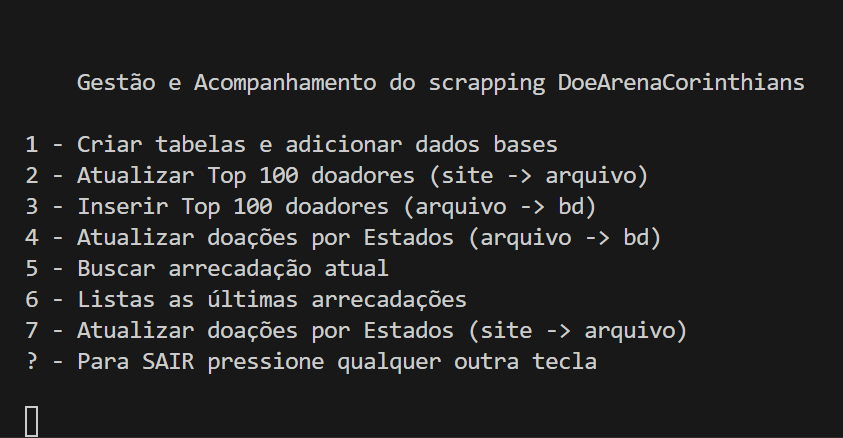 Gestão e Acompanhamento do scrapping DoeArenaCorinthians
1 - Criar tabelas e adicionar dados bases
2 - Atualizar Top 100 doadores (site -> arquivo)
3 - Inserir Top 100 doadores (arquivo -> bd)
4 - Atualizar doações por Estados (arquivo -> bd)
5 - Buscar arrecadação atual
6 - Listas as últimas arrecadações
7 - Atualizar doações por Estados (site -> arquivo)
? - Para SAIR pressione qualquer outra tecla